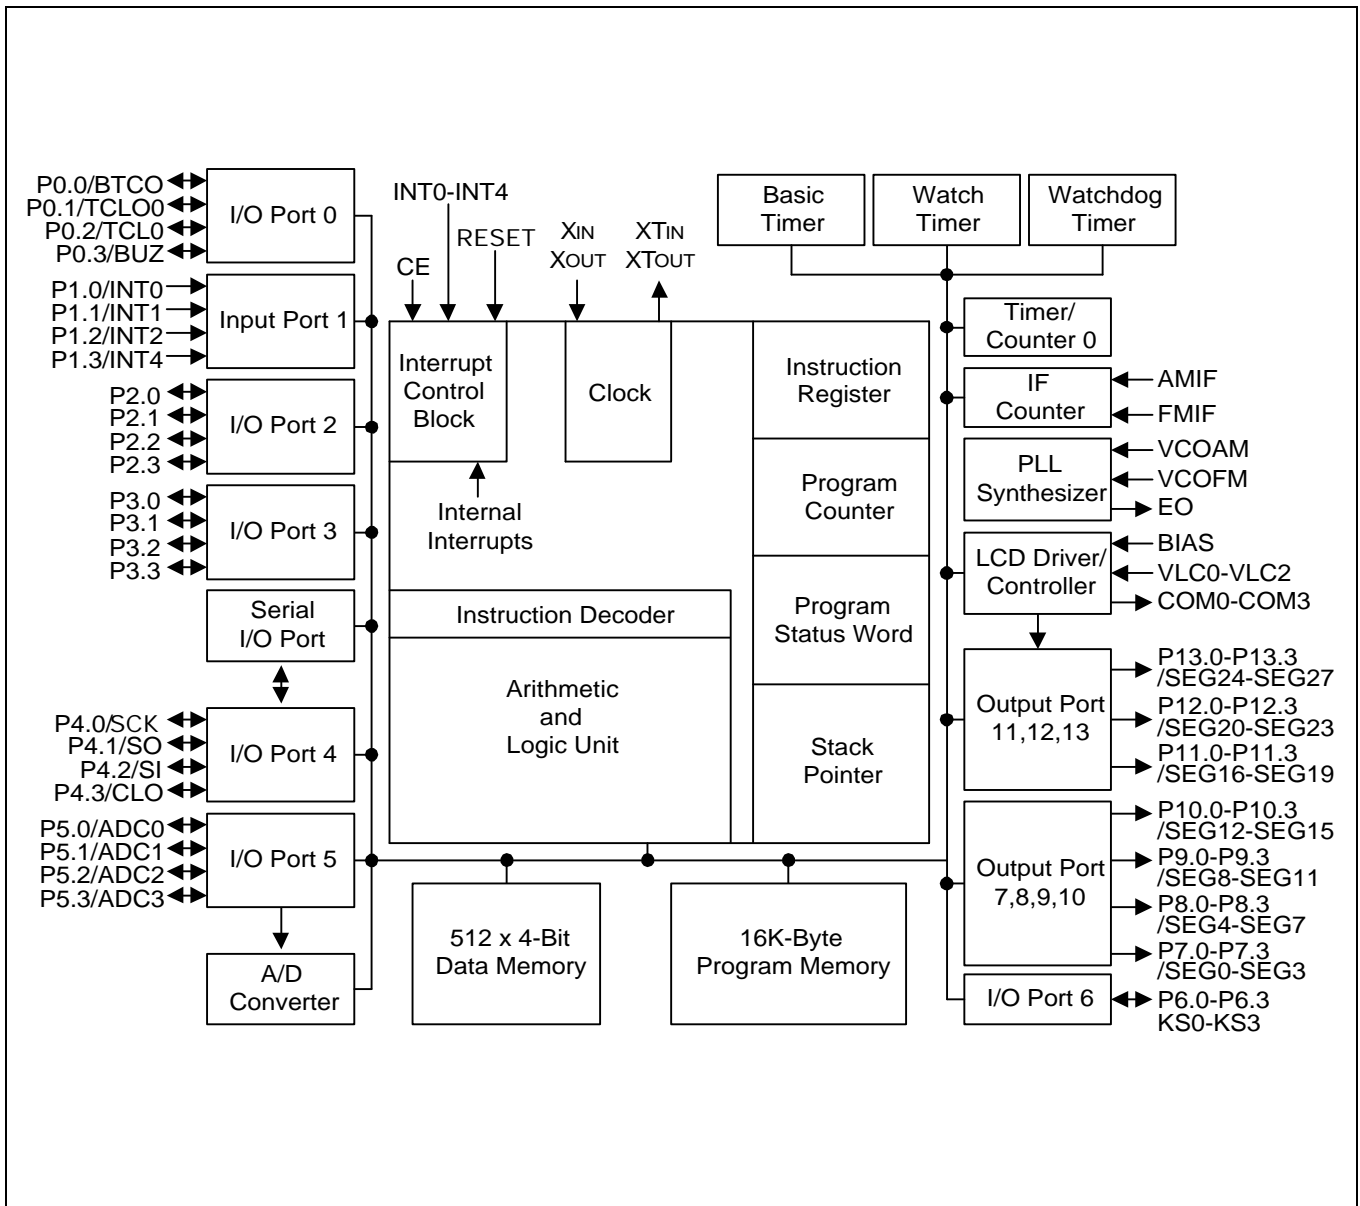 P0.0/BTCO
P0.1/TCLO0
P0.2/TCL0
P0.3/BUZ
I/O Port 0
P1.0/INT0
P1.1/INT1
P1.2/INT2
P1.3/INT4
Input Port 1
P2.0
P2.1
P2.2
P2.3
I/O Port 2
P3.0
P3.1
P3.2
P3.3
I/O Port 3
Serial
I/O Port
P4.0/SCK
P4.1/SO
P4.2/SI
P4.3/CLO
I/O Port 4
P5.0/ADC0
P5.1/ADC1
P5.2/ADC2
P5.3/ADC3
I/O Port 5
A/D
Converter
INT0-INT4
RESET
CE
XIN
XOUT
XTIN
XTOUT
Interrupt
Control
Block
Clock
Internal
Interrupts
Instruction Decoder
Arithmetic
and
Logic Unit
Instruction
Register
Program
Counter
Program
Status Word
Stack
Pointer
512 x 4-Bit
Data Memory
16K-Byte
Program Memory
Basic
Timer
Watch
Timer
Watchdog
Timer
Timer/
Counter 0
IF
Counter
AMIF
FMIF
PLL
Synthesizer
VCOAM
VCOFM
EO
LCD Driver/
Controller
BIAS
VLC0-VLC2
COM0-COM3
Output Port
11,12,13
P13.0-P13.3
/SEG24-SEG27
P12.0-P12.3
/SEG20-SEG23
P11.0-P11.3
/SEG16-SEG19
Output Port
7,8,9,10
P10.0-P10.3
/SEG12-SEG15
P9.0-P9.3
/SEG8-SEG11
P8.0-P8.3
/SEG4-SEG7
P7.0-P7.3
/SEG0-SEG3
I/O Port 6
P6.0-P6.3
KS0-KS3